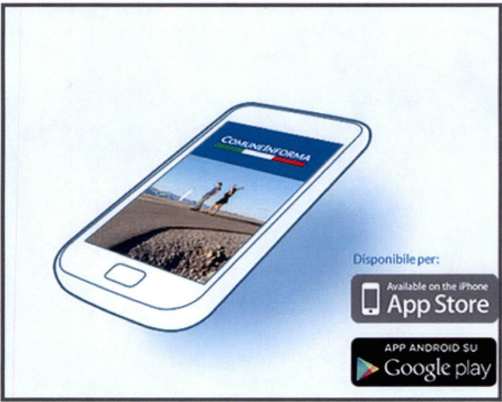 COMUNEINFORMA
Disponibile per:
Available on the iPhone
App Store
APP ANDROID SU
Google play